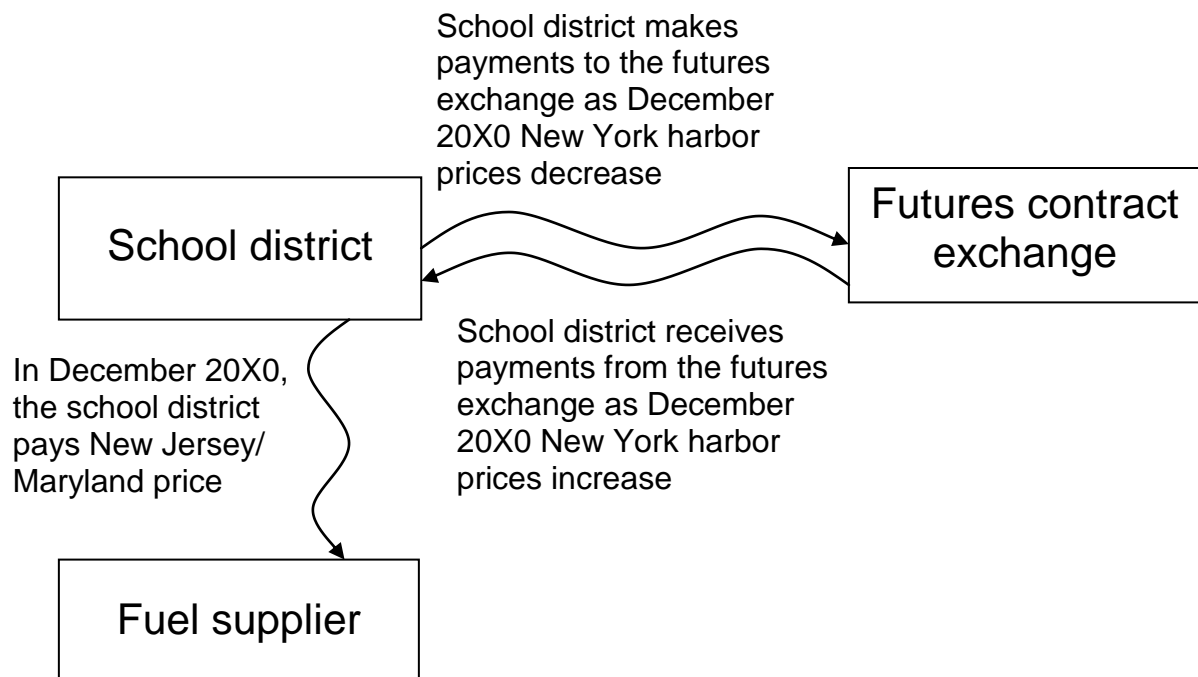 School district makes
payments to the futures
exchange as December
20X0 New York harbor
prices decrease
School district
Futures contract
exchange
School district receives
payments from the futures
exchange as December
20X0 New York harbor
prices increase
In December 20X0,
the school district
pays New Jersey/
Maryland price
Fuel supplier